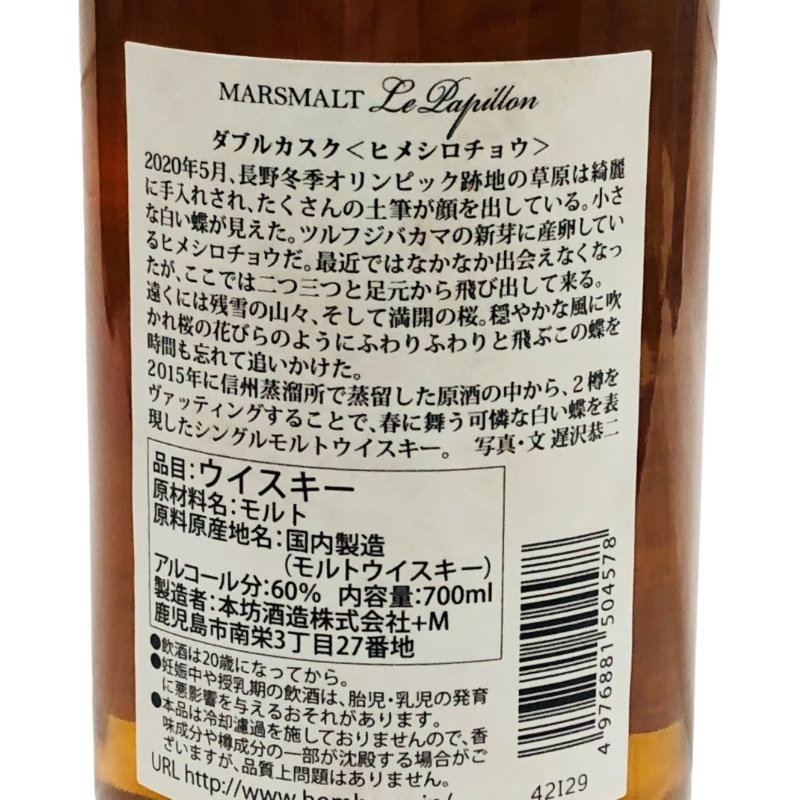 MARSMALT Le Papillon
ダブルカスク<ヒメシロチョウ>
2020年5月、長野冬季オリンピック跡地の草原は綺麗
に手入れされ、たくさんの土筆が顔を出している。小さ
な白い蝶が見えた。ツルフジバカマの新芽に産卵してい
るヒメシロチョウだ。最近ではなかなか出会えなくなっ
たが、ここでは二つ三つと足元から飛び出して来る。
遠くには残雪の山々、そして満開の桜。穏やかな風に吹
かれ桜の花びらのようにふわりふわりと飛ぶこの蝶を
時間も忘れて追いかけた。
2015年に信州蒸溜所で蒸留した原酒の中から、2樽を
ヴァッティングすることで、春に舞う可憐な白い蝶を表
現したシングルモルトウイスキー。 写真・文 遅沢恭二
品目:ウイスキー
原材料名:モルト
原料原産地名:国内製造
(モルトウイスキー)
アルコール分:60% 内容量:700ml
製造者:本坊酒造株式会社+M
鹿児島市南栄3丁目27番地
●飲酒は20歳になってから。
●妊娠中や授乳期の飲酒は、胎児・乳児の発育
に悪影響を与えるおそれがあります。
●本品は冷却濾過を施しておりませんので、香
味成分や樽成分の一部が沈殿する場合がご
ざいますが、品質上問題はありません。
URL http://www.
4 976881 504578
42I29